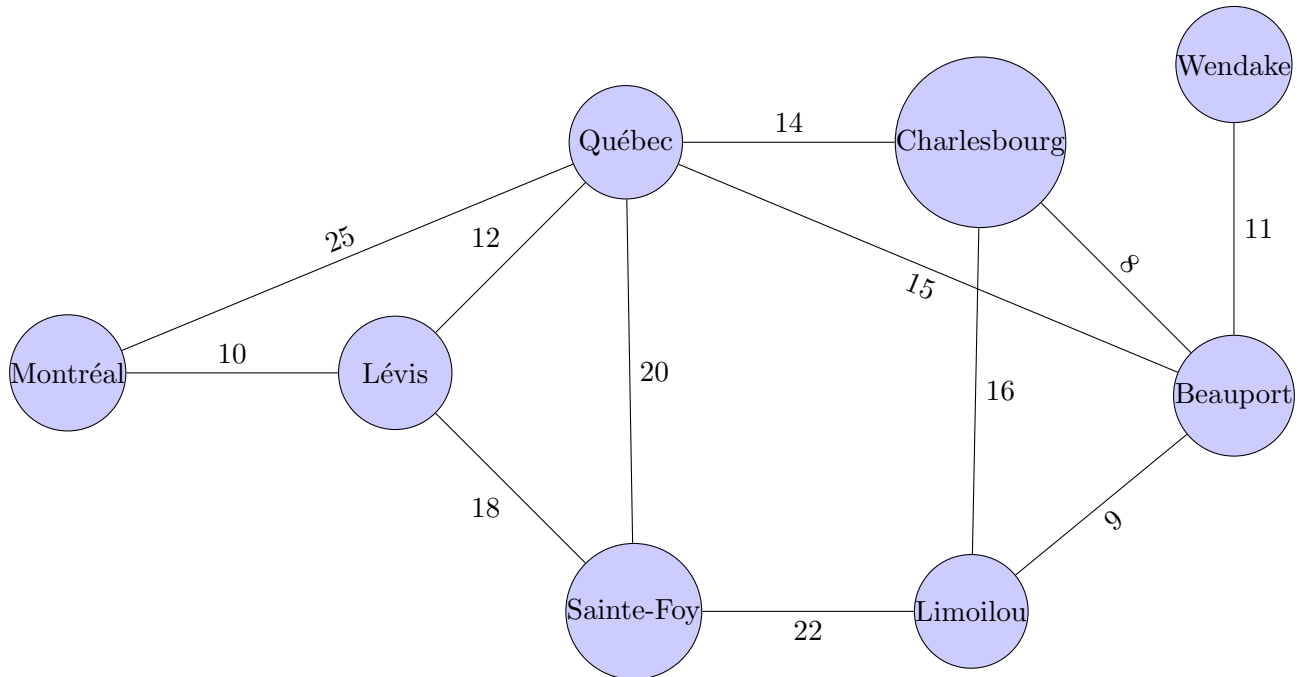 Wendake
14
Québec
Charlesbourg
11
25
12
8
15
10
Montréal
Lévis
20
16
Beauport
18
9
Sainte-Foy
Limoilou
22